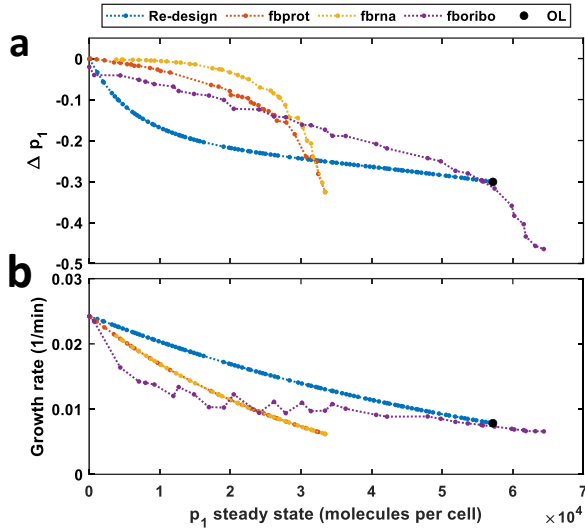 Re-design fbprot fbrna fboribo OL
a
0
-0.1
-0.2
-0.3
-0.4
-0.5
Δ p1
b
0.03
0.02
0.01
0
Growth rate (1/min)
0 1 2 3 4 5 6 7
p1 steady state (molecules per cell)
× 10^4